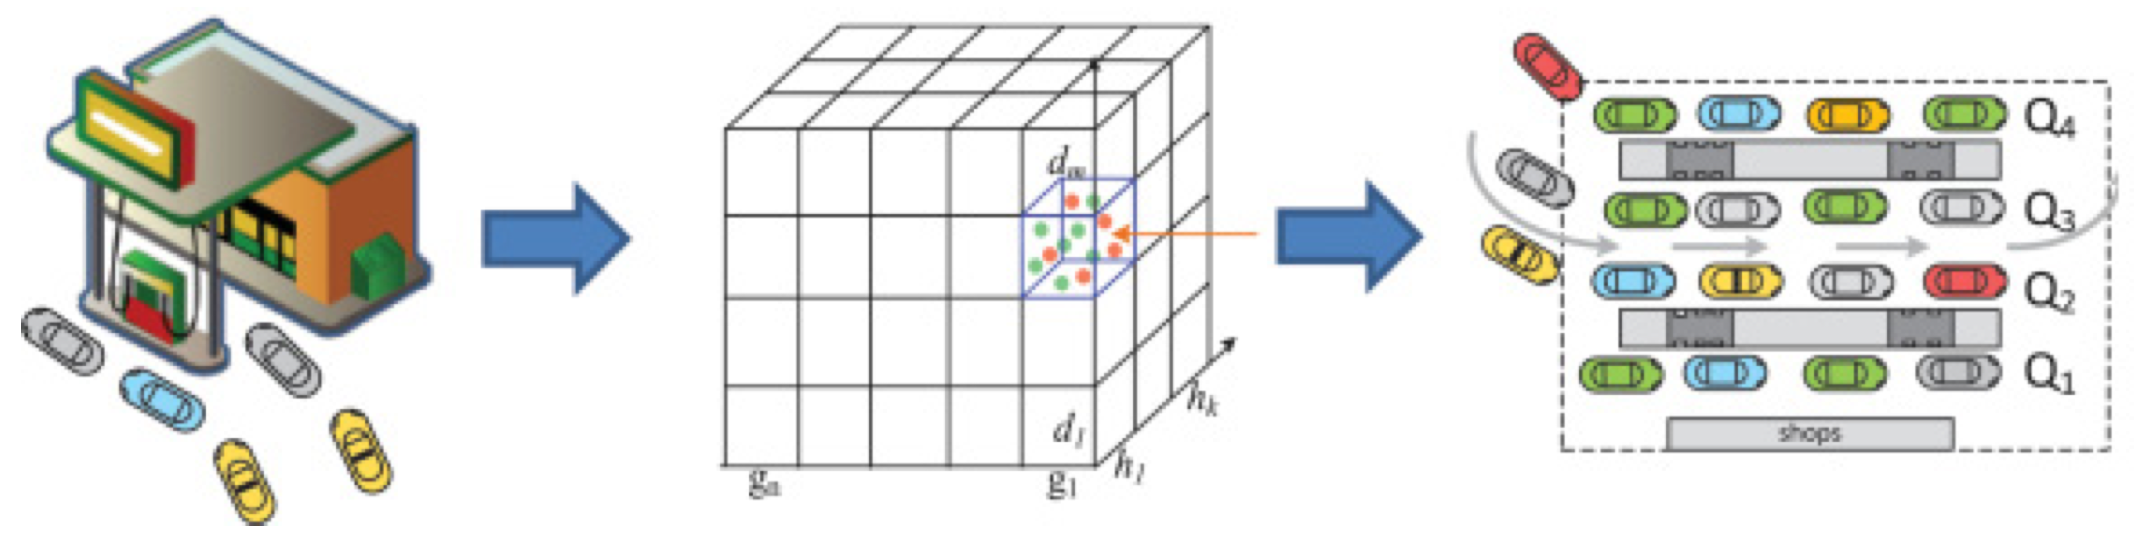 dₘ
d₁
hₖ
h₁
gₙ
g₁
Q₄
Q₃
Q₂
Q₁
shops